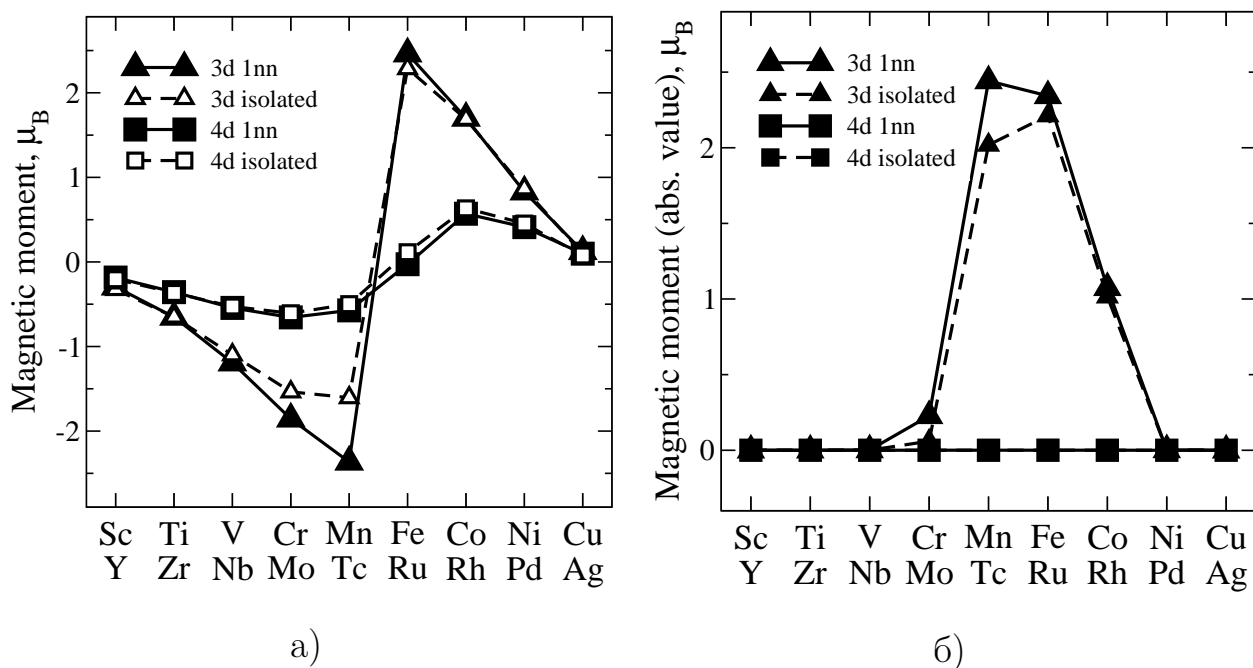 3d 1nn
3d isolated
4d 1nn
4d isolated
Magnetic moment, μ_B
2
1
0
-1
-2
Sc Ti V Cr Mn Fe Co Ni Cu
Y Zr Nb Mo Tc Ru Rh Pd Ag
а)
3d 1nn
3d isolated
4d 1nn
4d isolated
Magnetic moment (abs. value), μ_B
2
1
0
Sc Ti V Cr Mn Fe Co Ni Cu
Y Zr Nb Mo Tc Ru Rh Pd Ag
б)